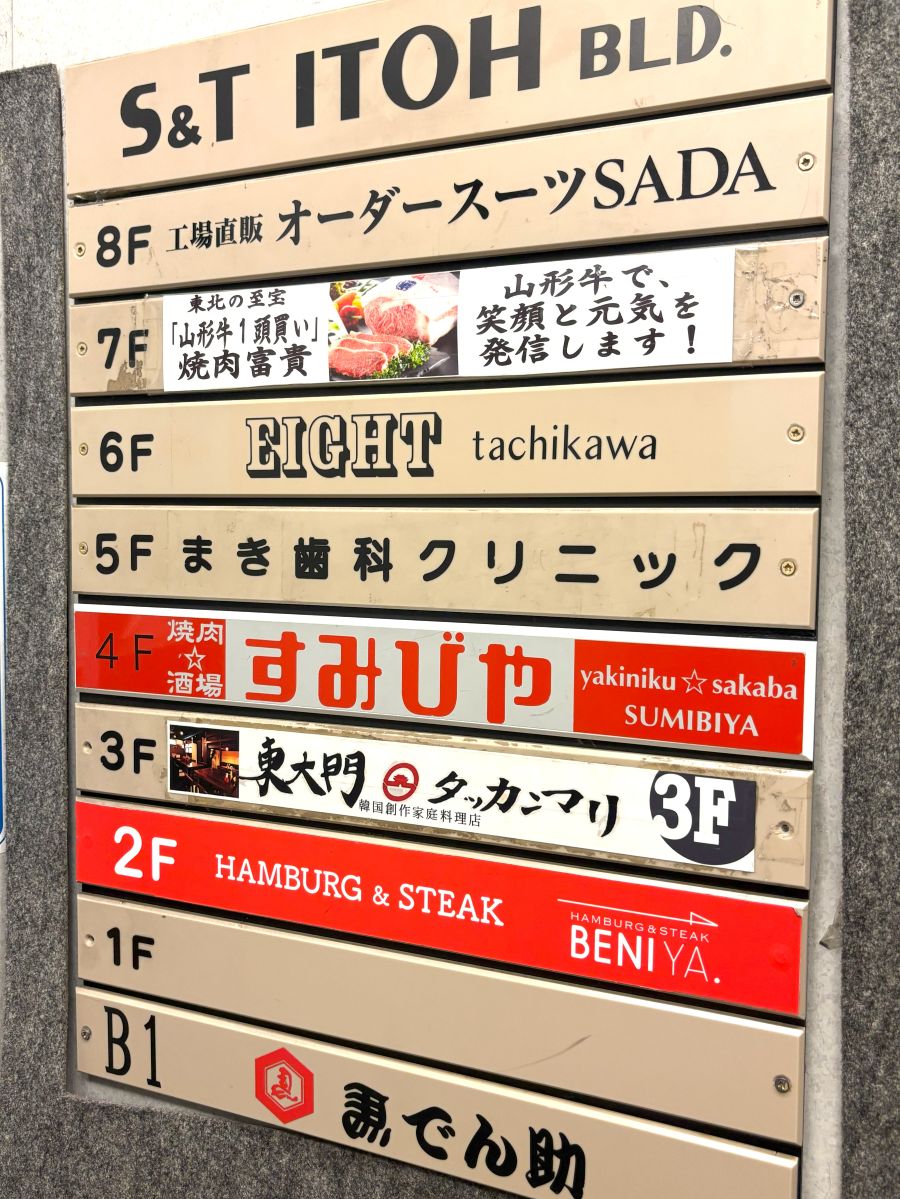 S&T ITOH BLD.
8F 工場直販 オーダースーツSADA
7F
東北の至宝
「山形牛1頭買い」
焼肉富貴
山形牛で、
笑顔と元気を
発信します!
6F EIGHT tachikawa
5F まき歯科クリニック
4F
焼肉
☆
酒場
すみびや
yakiniku☆sakaba
SUMIBIYA
3F 東大門 タッカンマリ 3F
韓国創作家庭料理店
2F HAMBURG & STEAK
HAMBURG & STEAK
BENIYA.
1F
B1 でん助